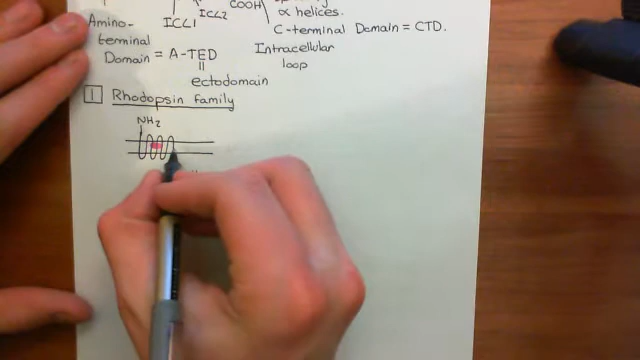 COOH
α helices.
ICL1
ICL2
C-terminal Domain = CTD.
Amino-
terminal
Domain = A-TED
Intracellular
loop
"
ectodomain
1 Rhodopsin family
NH2